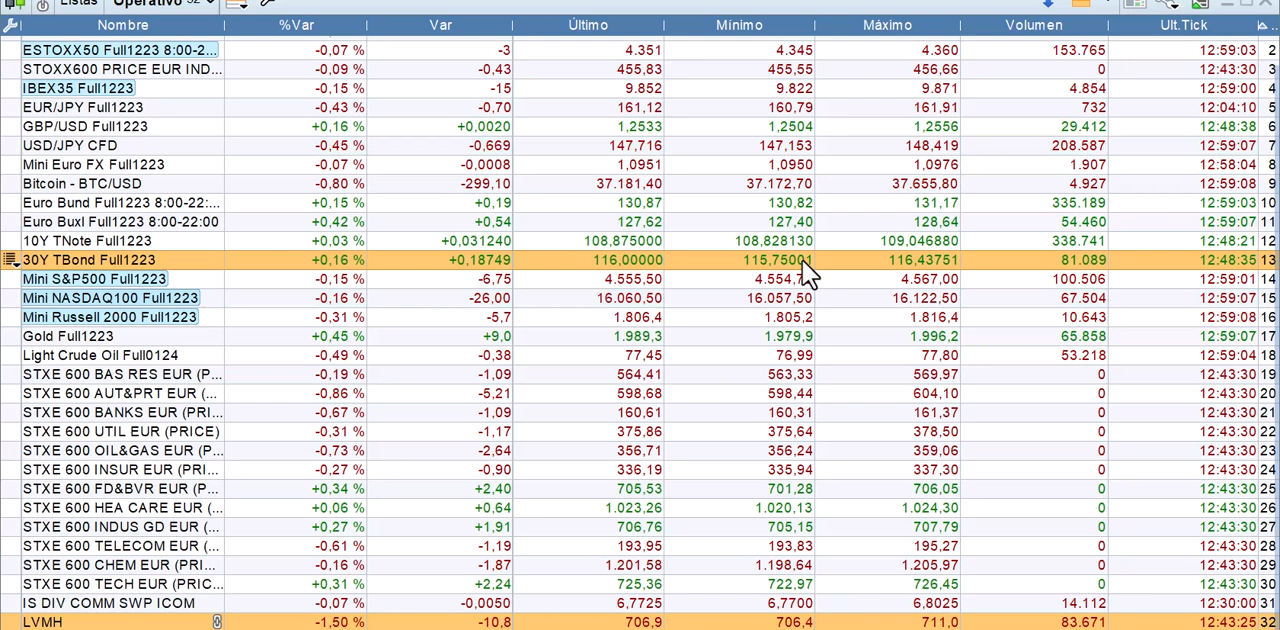 Listas Operativo
Nombre %Var Var Último Mínimo Máximo Volumen Ult.Tick
ESTOXX50 Full1223 8:00-2... -0,07 % -3 4.351 4.345 4.360 153.765 12:59:03 2
STOXX600 PRICE EUR IND... -0,09 % -0,43 455,83 455,55 456,66 0 12:43:30 3
IBEX35 Full1223 -0,15 % -15 9.852 9.822 9.871 4.854 12:59:00 4
EUR/JPY Full1223 -0,43 % -0,70 161,12 160,79 161,91 732 12:04:10 5
GBP/USD Full1223 +0,16 % +0,0020 1,2533 1,2504 1,2556 29.412 12:48:38 6
USD/JPY CFD -0,45 % -0,669 147,716 147,153 148,419 208.587 12:59:07 7
Mini Euro FX Full1223 -0,07 % -0,0008 1,0951 1,0950 1,0976 1.907 12:58:04 8
Bitcoin - BTC/USD -0,80 % -299,10 37.181,40 37.172,70 37.655,80 4.927 12:59:08 9
Euro Bund Full1223 8:00-22:... +0,15 % +0,19 130,87 130,82 131,17 335.189 12:59:03 10
Euro Buxl Full1223 8:00-22:00 +0,42 % +0,54 127,62 127,40 128,64 54.460 12:59:07 11
10Y TNote Full1223 +0,03 % +0,031240 108,875000 108,828130 109,046880 338.741 12:48:21 12
30Y TBond Full1223 +0,16 % +0,18749 116,00000 115,75001 116,43751 81.089 12:48:35 13
Mini S&P500 Full1223 -0,15 % -6,75 4.555,50 4.567,00 100.506 12:59:01 14
Mini NASDAQ100 Full1223 -0,16 % -26,00 16.060,50 16.057,50 16.122,50 67.504 12:59:07 15
Mini Russell 2000 Full1223 -0,31 % -5,7 1.806,4 1.805,2 1.816,4 10.643 12:59:08 16
Gold Full1223 +0,45 % +9,0 1.989,3 1.979,9 1.996,2 65.858 12:59:07 17
Light Crude Oil Full0124 -0,49 % -0,38 77,45 76,99 77,80 53.218 12:59:04 18
STXE 600 BAS RES EUR (P... -0,19 % -1,09 564,41 563,33 569,97 0 12:43:30 19
STXE 600 AUT&PRT EUR (... -0,86 % -5,21 598,68 598,44 604,10 0 12:43:30 20
STXE 600 BANKS EUR (PRI... -0,67 % -1,09 160,61 160,31 161,37 0 12:43:30 21
STXE 600 UTIL EUR (PRICE) -0,31 % -1,17 375,86 375,64 378,50 0 12:43:30 22
STXE 600 OIL&GAS EUR (P... -0,73 % -2,64 356,71 356,24 359,06 0 12:43:30 23
STXE 600 INSUR EUR (PRI... -0,27 % -0,90 336,19 335,94 337,30 0 12:43:30 24
STXE 600 FD&BVR EUR (P... +0,34 % +2,40 705,53 701,28 706,05 0 12:43:30 25
STXE 600 HEA CARE EUR (... +0,06 % +0,64 1.023,26 1.020,13 1.024,30 0 12:43:30 26
STXE 600 INDUS GD EUR (... +0,27 % +1,91 706,76 705,15 707,79 0 12:43:30 27
STXE 600 TELECOM EUR (... -0,61 % -1,19 193,95 193,83 195,27 0 12:43:30 28
STXE 600 CHEM EUR (PRI... -0,16 % -1,87 1.201,58 1.198,64 1.205,97 0 12:43:30 29
STXE 600 TECH EUR (PRIC... +0,31 % +2,24 725,36 722,97 726,45 0 12:43:30 30
IS DIV COMM SWP ICOM -0,07 % -0,0050 6,7725 6,7700 6,8025 14.112 12:30:00 31
LVMH -1,50 % -10,8 706,9 706,4 711,0 83.671 12:43:25 32